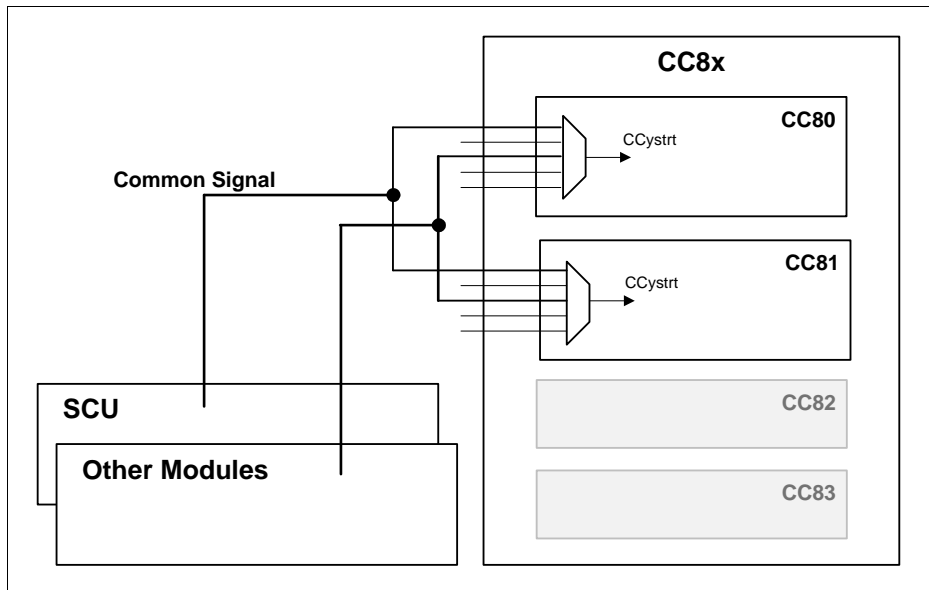 CC8x
CC80
CCystrt
Common Signal
CC81
CCystrt
SCU
CC82
Other Modules
CC83